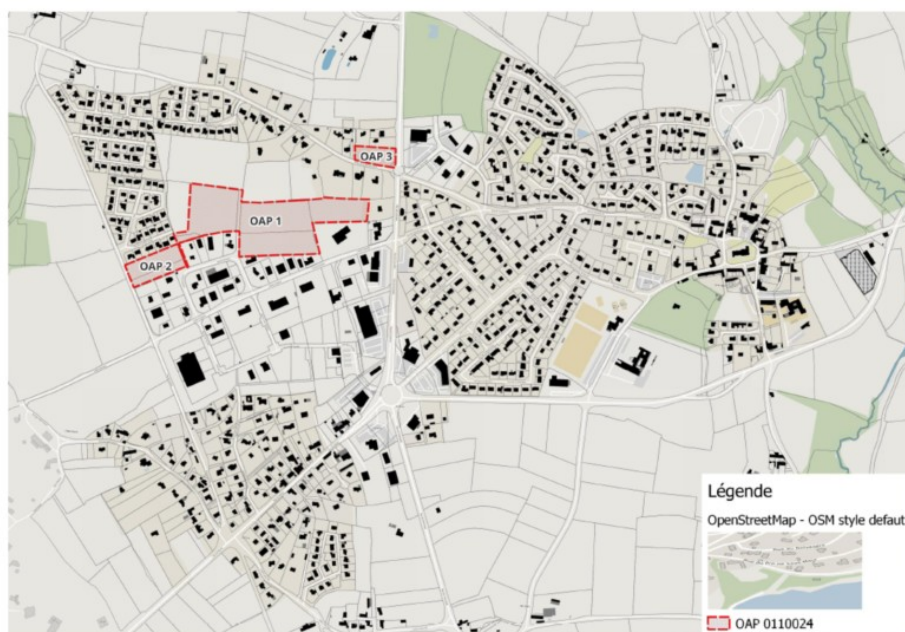 OAP 3
OAP 1
OAP 2
Légende
OpenStreetMap - OSM style defaut
OAP 0110024